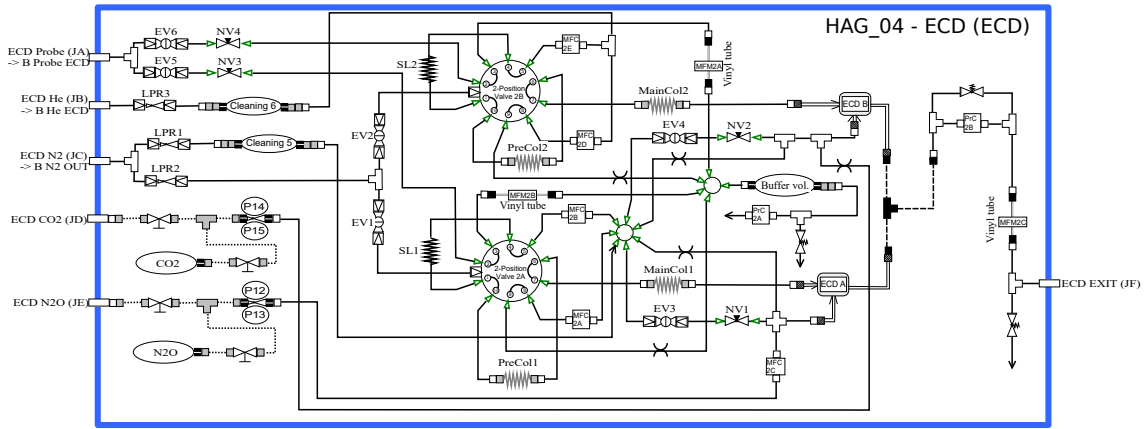 HAG_04 - ECD (ECD)
ECD Probe (JA)
-> B Probe ECD
EV6
NV4
EV5
NV3
ECD He (JB)
-> B He ECD
LPR3
Cleaning 6
ECD N2 (JC)
-> B N2 OUT
LPR1
Cleaning 5
LPR2
ECD CO2 (JD)
P14
P15
CO2
ECD N2O (JE)
P12
P13
N2O
EV2
EV1
SL2
2-Position
Valve 2B
MFC
2E
MFC
2D
PreCol2
MFM2A
Vinyl tube
MainCol2
EV4
NV2
ECD B
MFM2B
Vinyl tube
Buffer vol.
PrC
2A
SL1
2-Position
Valve 2A
MFC
2B
MFC
2A
PreCol1
MainCol1
EV3
NV1
ECD A
MFC
2C
PrC
2B
Vinyl tube
MFM2C
ECD EXIT (JF)